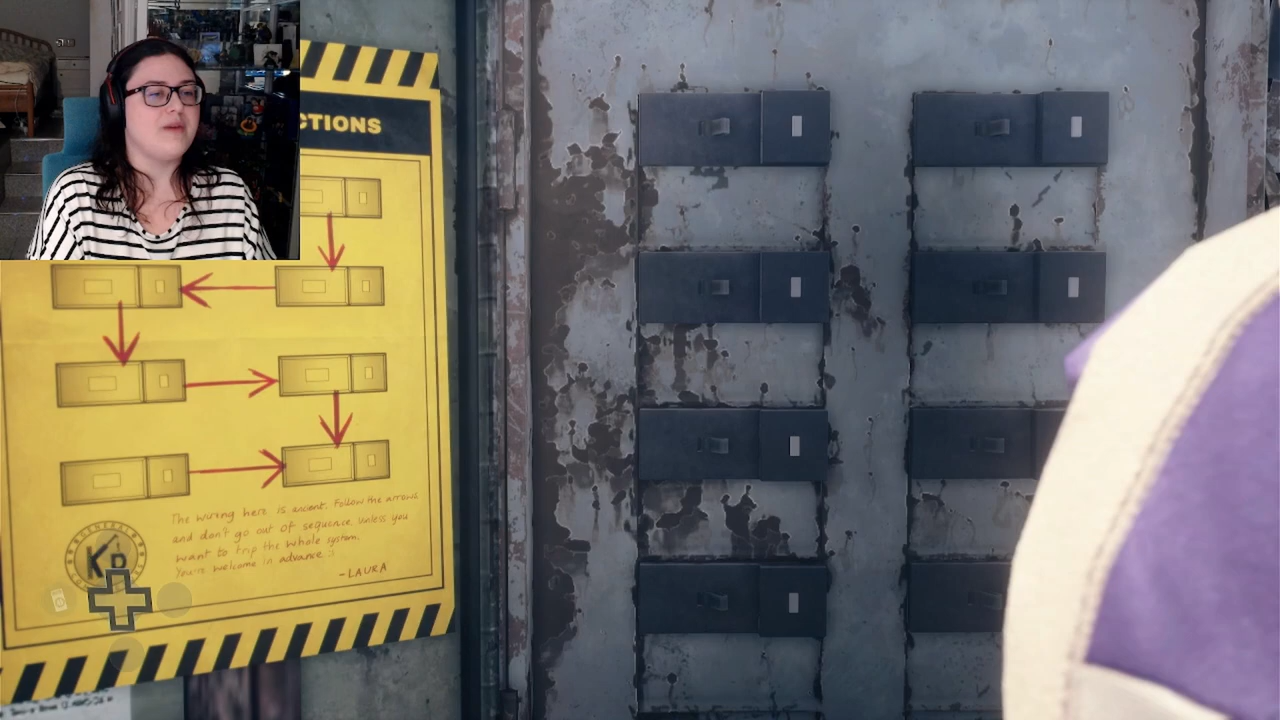 CTIONS
The wiring here is ancient. Follow the arrows
and don't go out of sequence, unless you
want to trip the whole system.
You're welcome in advance :)
- LAURA